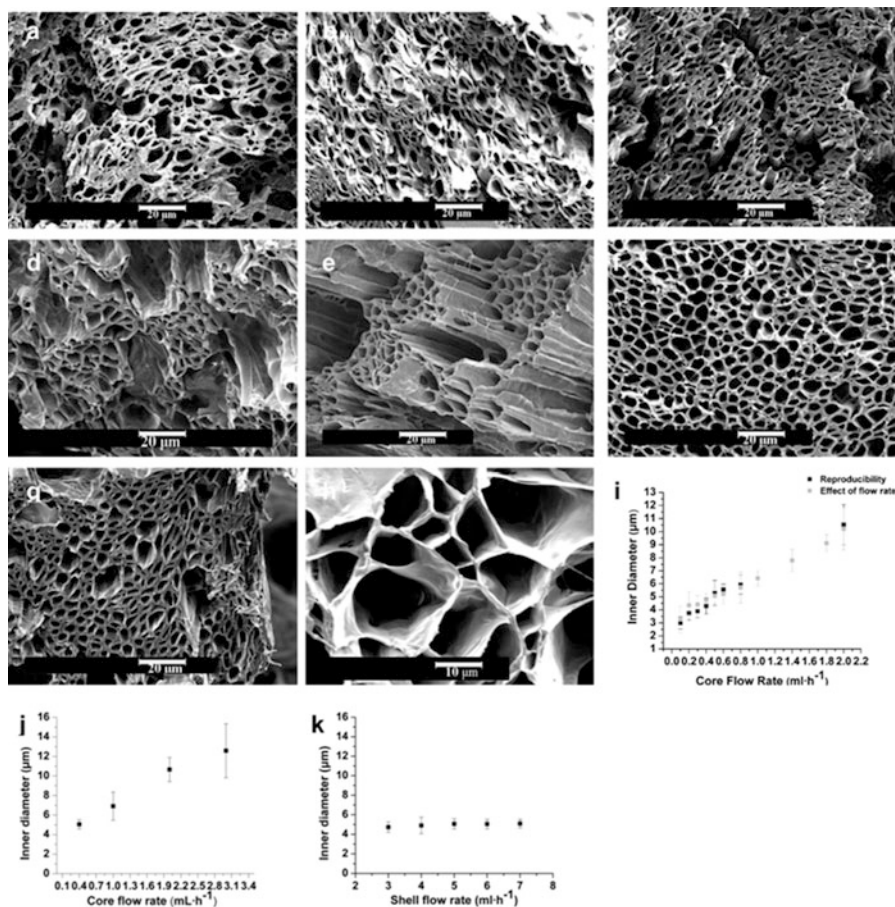 a
b
c
20 µm
20 µm
20 µm
d
e
20 µm
20 µm
20 µm
g
h
20 µm
10 µm
i
Reproducibility
Effect of flow rate
Inner Diameter (µm)
13
12
11
10
9
8
7
6
5
4
3
2
1
0.0 0.2 0.4 0.6 0.8 1.0 1.2 1.4 1.6 1.8 2.0 2.2
Core Flow Rate (ml·h⁻¹)
j
Inner diameter (µm)
16
14
12
10
8
6
4
2
0
0.1 0.4 0.7 1.0 1.3 1.6 1.9 2.2 2.5 2.8 3.1 3.4
Core flow rate (mL·h⁻¹)
k
Inner diameter (µm)
16
14
12
10
8
6
4
2
0
2 3 4 5 6 7 8
Shell flow rate (ml·h⁻¹)